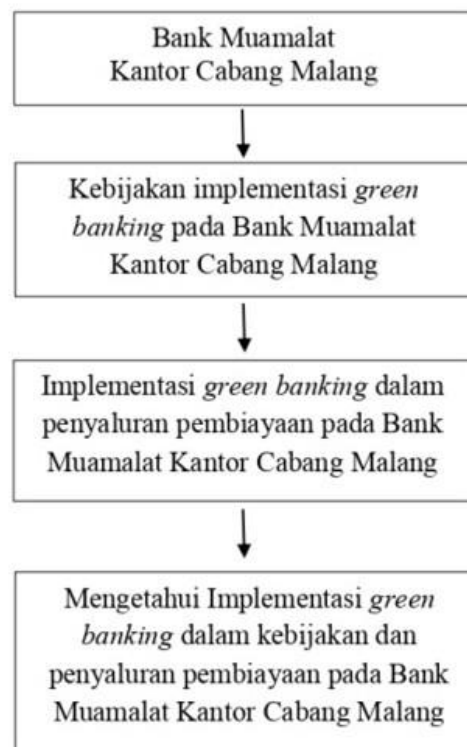 Bank Muamalat
Kantor Cabang Malang
Kebijakan implementasi green
banking pada Bank Muamalat
Kantor Cabang Malang
Implementasi green banking dalam
penyaluran pembiayaan pada Bank
Muamalat Kantor Cabang Malang
Mengetahui Implementasi green
banking dalam kebijakan dan
penyaluran pembiayaan pada Bank
Muamalat Kantor Cabang Malang